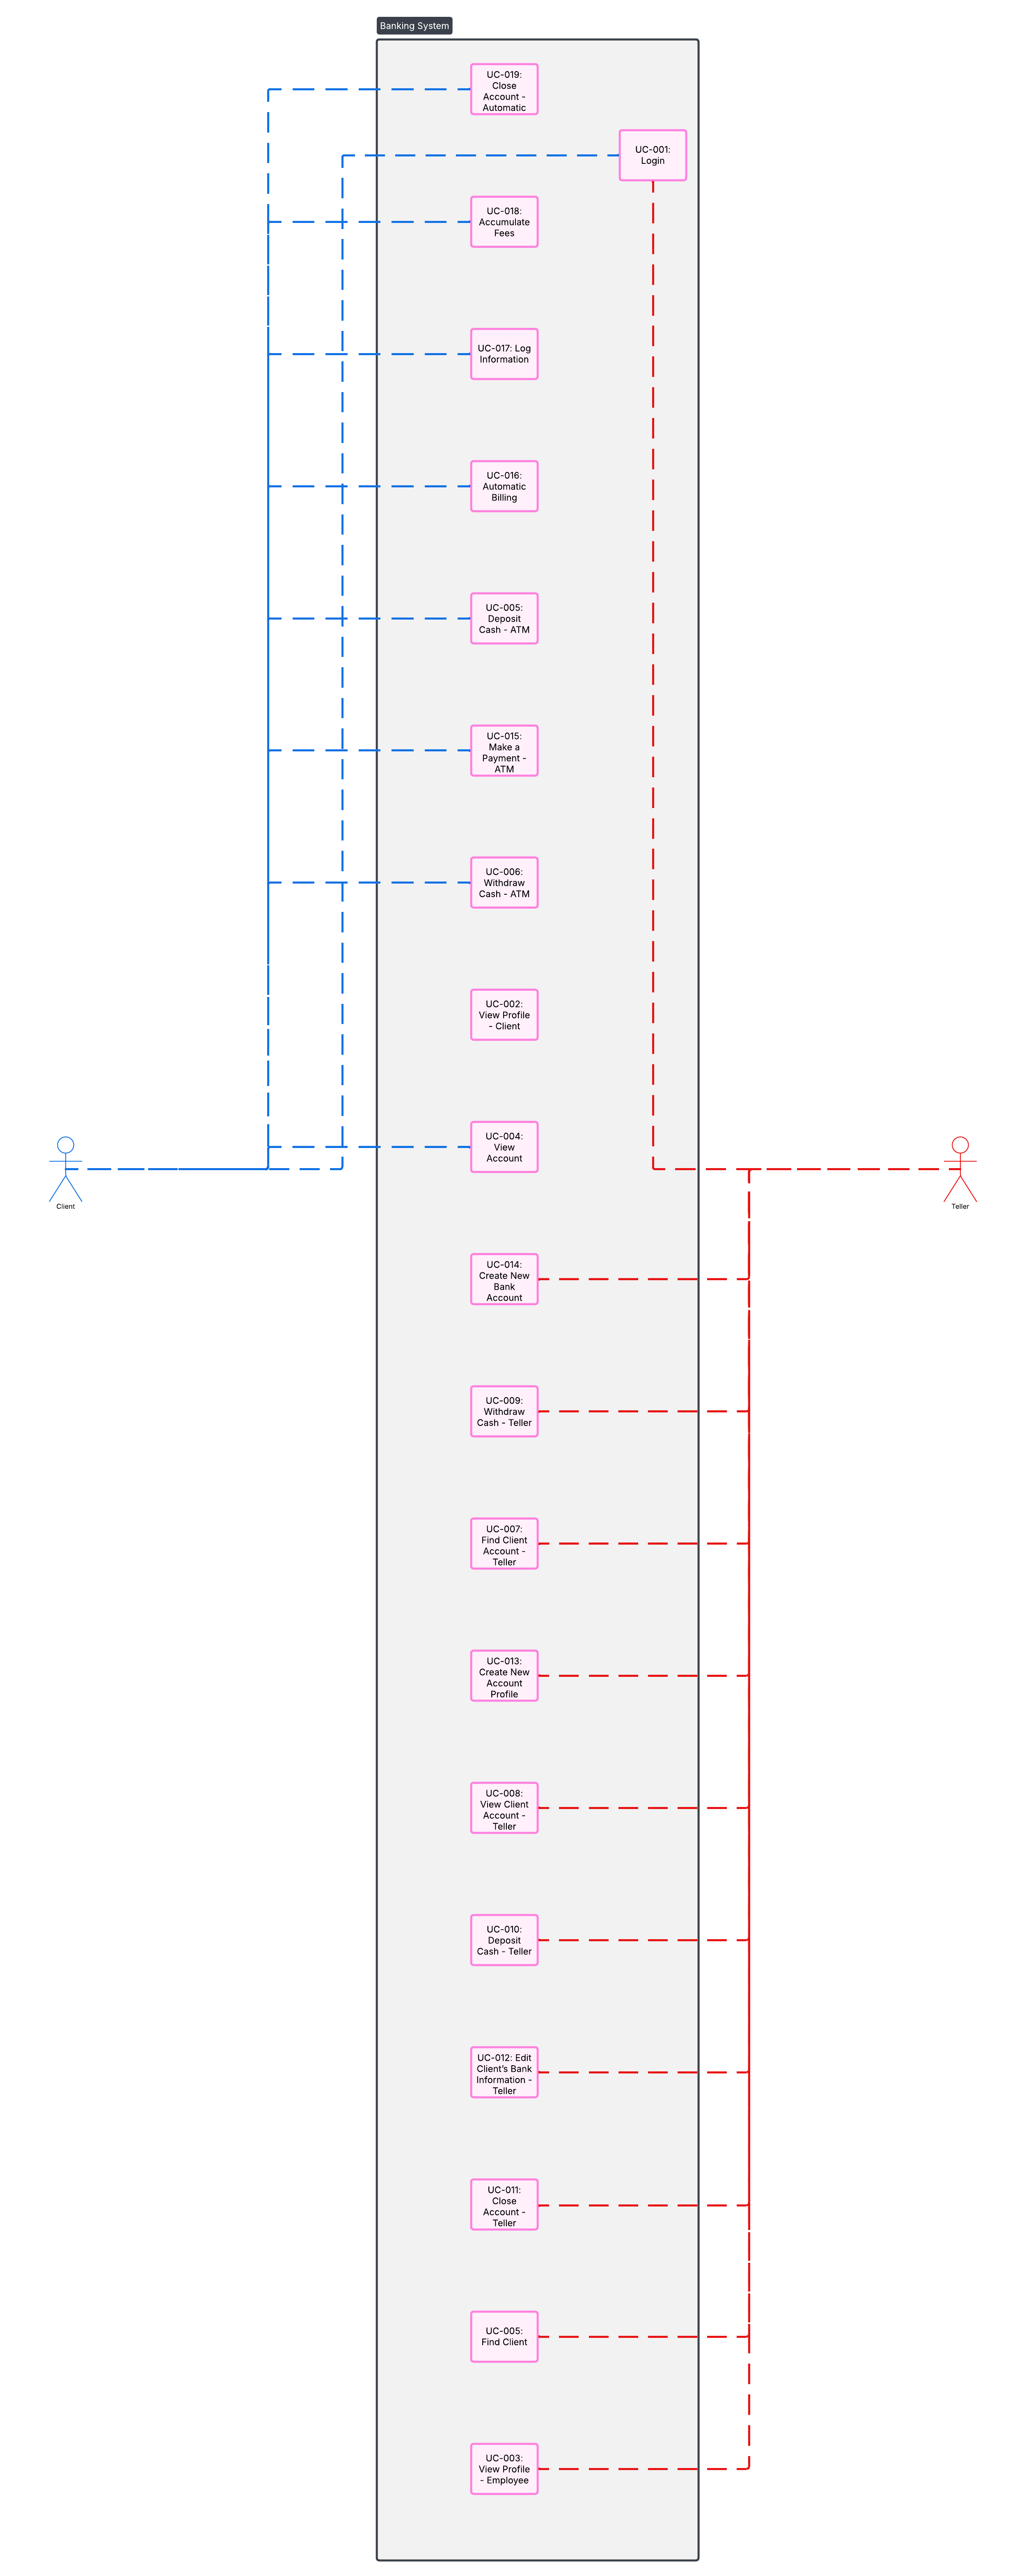 Banking System
UC-019:
Close
Account -
Automatic
UC-001:
Login
UC-018:
Accumulate
Fees
UC-017: Log
Information
UC-016:
Automatic
Billing
UC-005:
Deposit
Cash - ATM
UC-015:
Make a
Payment -
ATM
UC-006:
Withdraw
Cash - ATM
UC-002:
View Profile
- Client
UC-004:
View
Account
Client
Teller
UC-014:
Create New
Bank
Account
UC-009:
Withdraw
Cash - Teller
UC-007:
Find Client
Account -
Teller
UC-013:
Create New
Account
Profile
UC-008:
View Client
Account -
Teller
UC-010:
Deposit
Cash - Teller
UC-012: Edit
Client's Bank
Information -
Teller
UC-011:
Close
Account -
Teller
UC-005:
Find Client
UC-003:
View Profile
- Employee